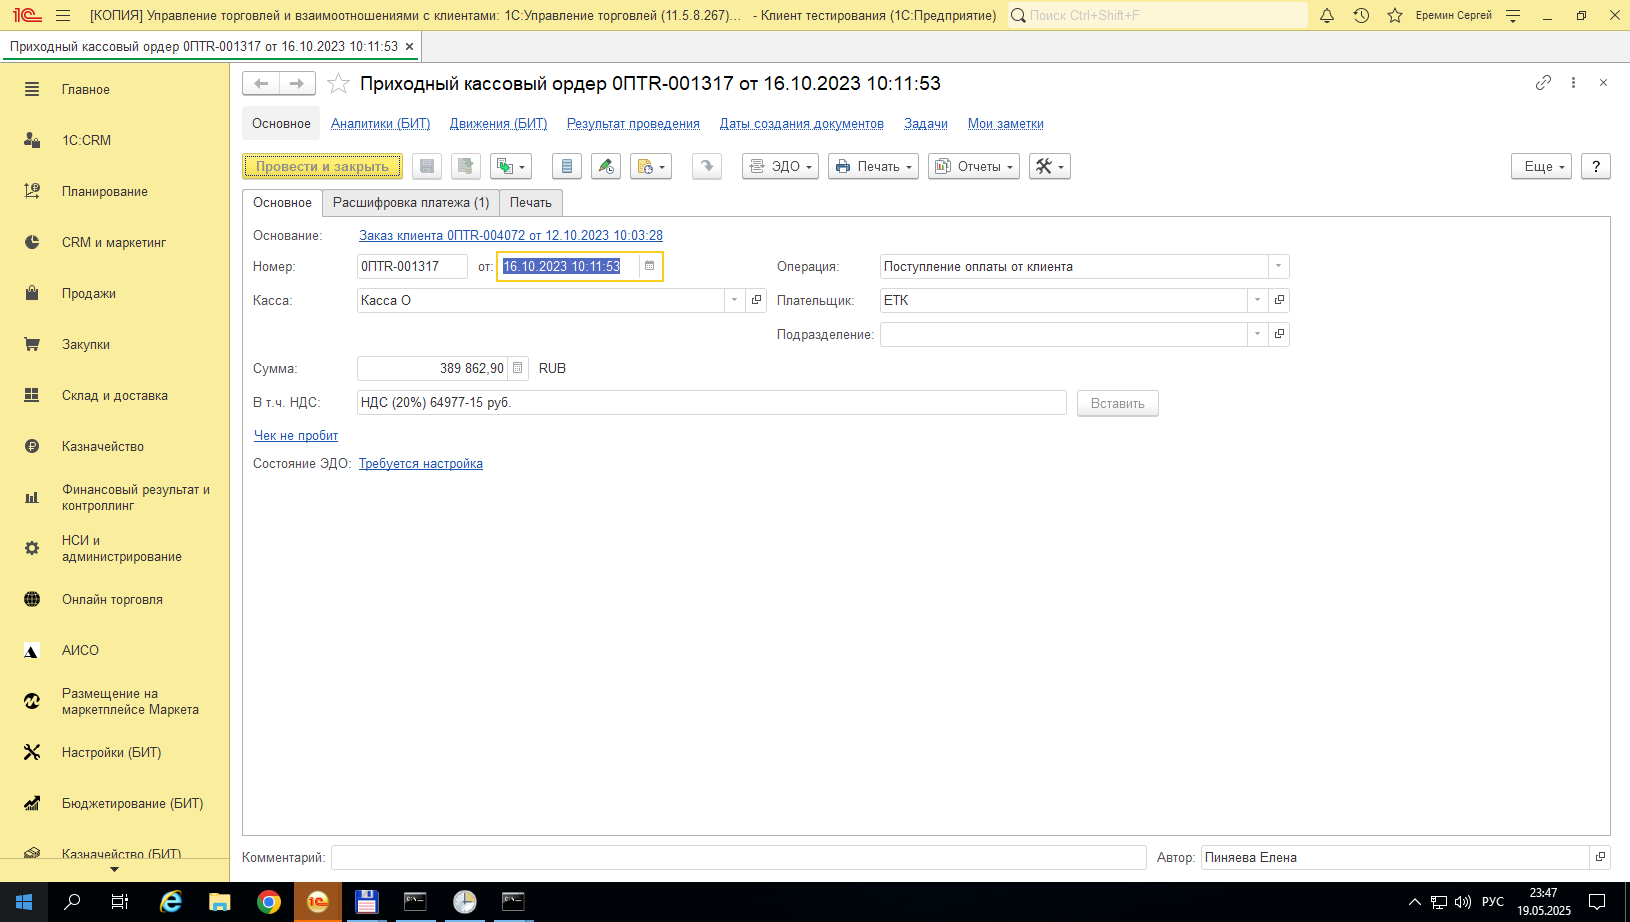 [КОПИЯ] Управление торговлей и взаимоотношениями с клиентами: 1С:Управление торговлей (11.5.8.267)... - Клиент тестирования (1С:Предприятие)
Поиск Ctrl+Shift+F
Еремин Сергей
Приходный кассовый ордер 0ПTR-001317 от 16.10.2023 10:11:53
Главное
1С:CRM
Планирование
CRM и маркетинг
Продажи
Закупки
Склад и доставка
Казначейство
Финансовый результат и
контроллинг
НСИ и
администрирование
Онлайн торговля
АИСО
Размещение на
маркетплейсе Маркета
Настройки (БИТ)
Бюджетирование (БИТ)
Казначейство (БИТ)
Приходный кассовый ордер 0ПTR-001317 от 16.10.2023 10:11:53
Основное Аналитики (БИТ) Движения (БИТ) Результат проведения Даты создания документов Задачи Мои заметки
Провести и закрыть ЭДО Печать Отчеты Еще ?
Основное Расшифровка платежа (1) Печать
Основание: Заказ клиента 0ПTR-004072 от 12.10.2023 10:03:28
Номер: 0ПTR-001317 от: 16.10.2023 10:11:53 Операция: Поступление оплаты от клиента
Касса: Касса О Плательщик: ЕТК
Подразделение:
Сумма: 389 862,90 RUB
В т.ч. НДС: НДС (20%) 64977-15 руб. Вставить
Чек не пробит
Состояние ЭДО: Требуется настройка
Комментарий: Автор: Пиняева Елена
РУС
23:47
19.05.2025